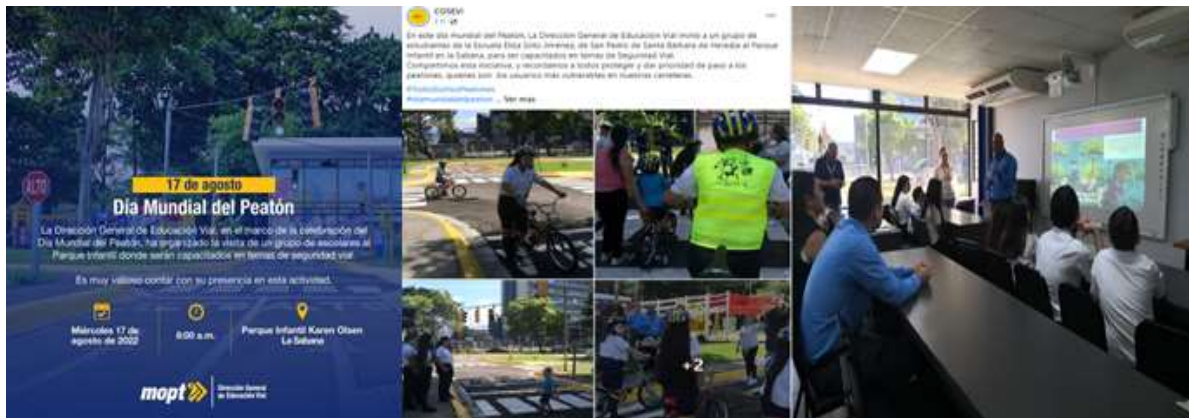 ALTO
17 de agosto
Día Mundial del Peatón
La Dirección General de Educación Vial, en el marco de la celebración del
Día Mundial del Peatón, ha organizado la visita de un grupo de escolares al
Parque Infantil donde serán capacitados en temas de seguridad vial
Es muy valioso contar con su presencia en esta actividad.
Miércoles 17 de
agosto de 2022
8:00 a.m.
Parque Infantil Karen Olsen
La Sabana
mopt
Dirección General
de Educación Vial
COSEVI
En este día mundial del Peatón, La Dirección General de Educación Vial invitó a un grupo de
estudiantes de la Escuela Elida Soto Jiménez, de San Pedro de Santa Bárbara de Heredia al Parque
Infantil en la Sabana, para ser capacitados en temas de Seguridad Vial.
Compartimos esta iniciativa, y recordamos a todos proteger y dar prioridad de paso a los
peatones, quienes son los usuarios más vulnerables en nuestras carreteras.
#TodosSomosPeatones
... Ver mas
+2